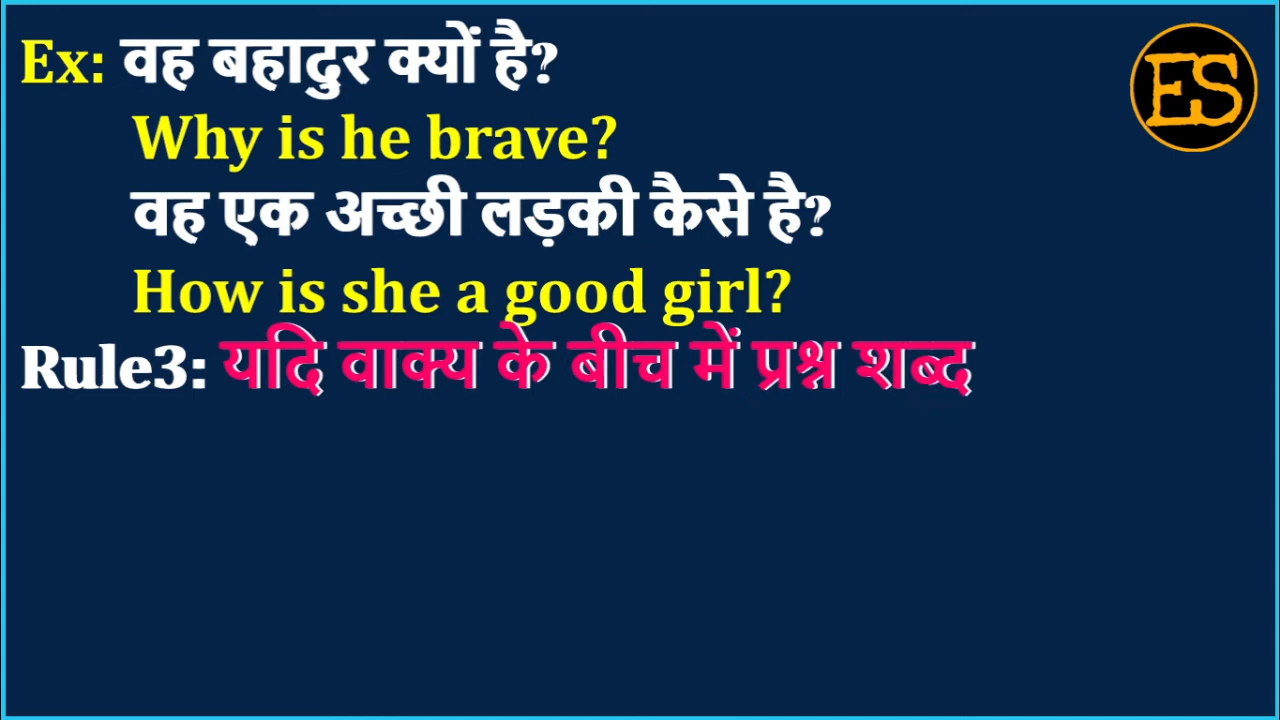 Ex: वह बहादुर क्यों है?
ES
Why is he brave?
वह एक अच्छी लड़की कैसे है?
How is she a good girl?
Rule3: यदि वाक्य के बीच में प्रश्न शब्द